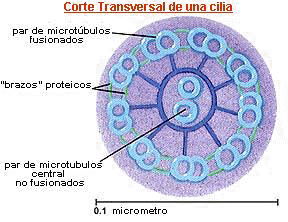 Corte Transversal de una cilia
par de microtúbulos
fusionados
"brazos" proteicos
par de microtubulos
central
no fusionados
0.1 micrometro